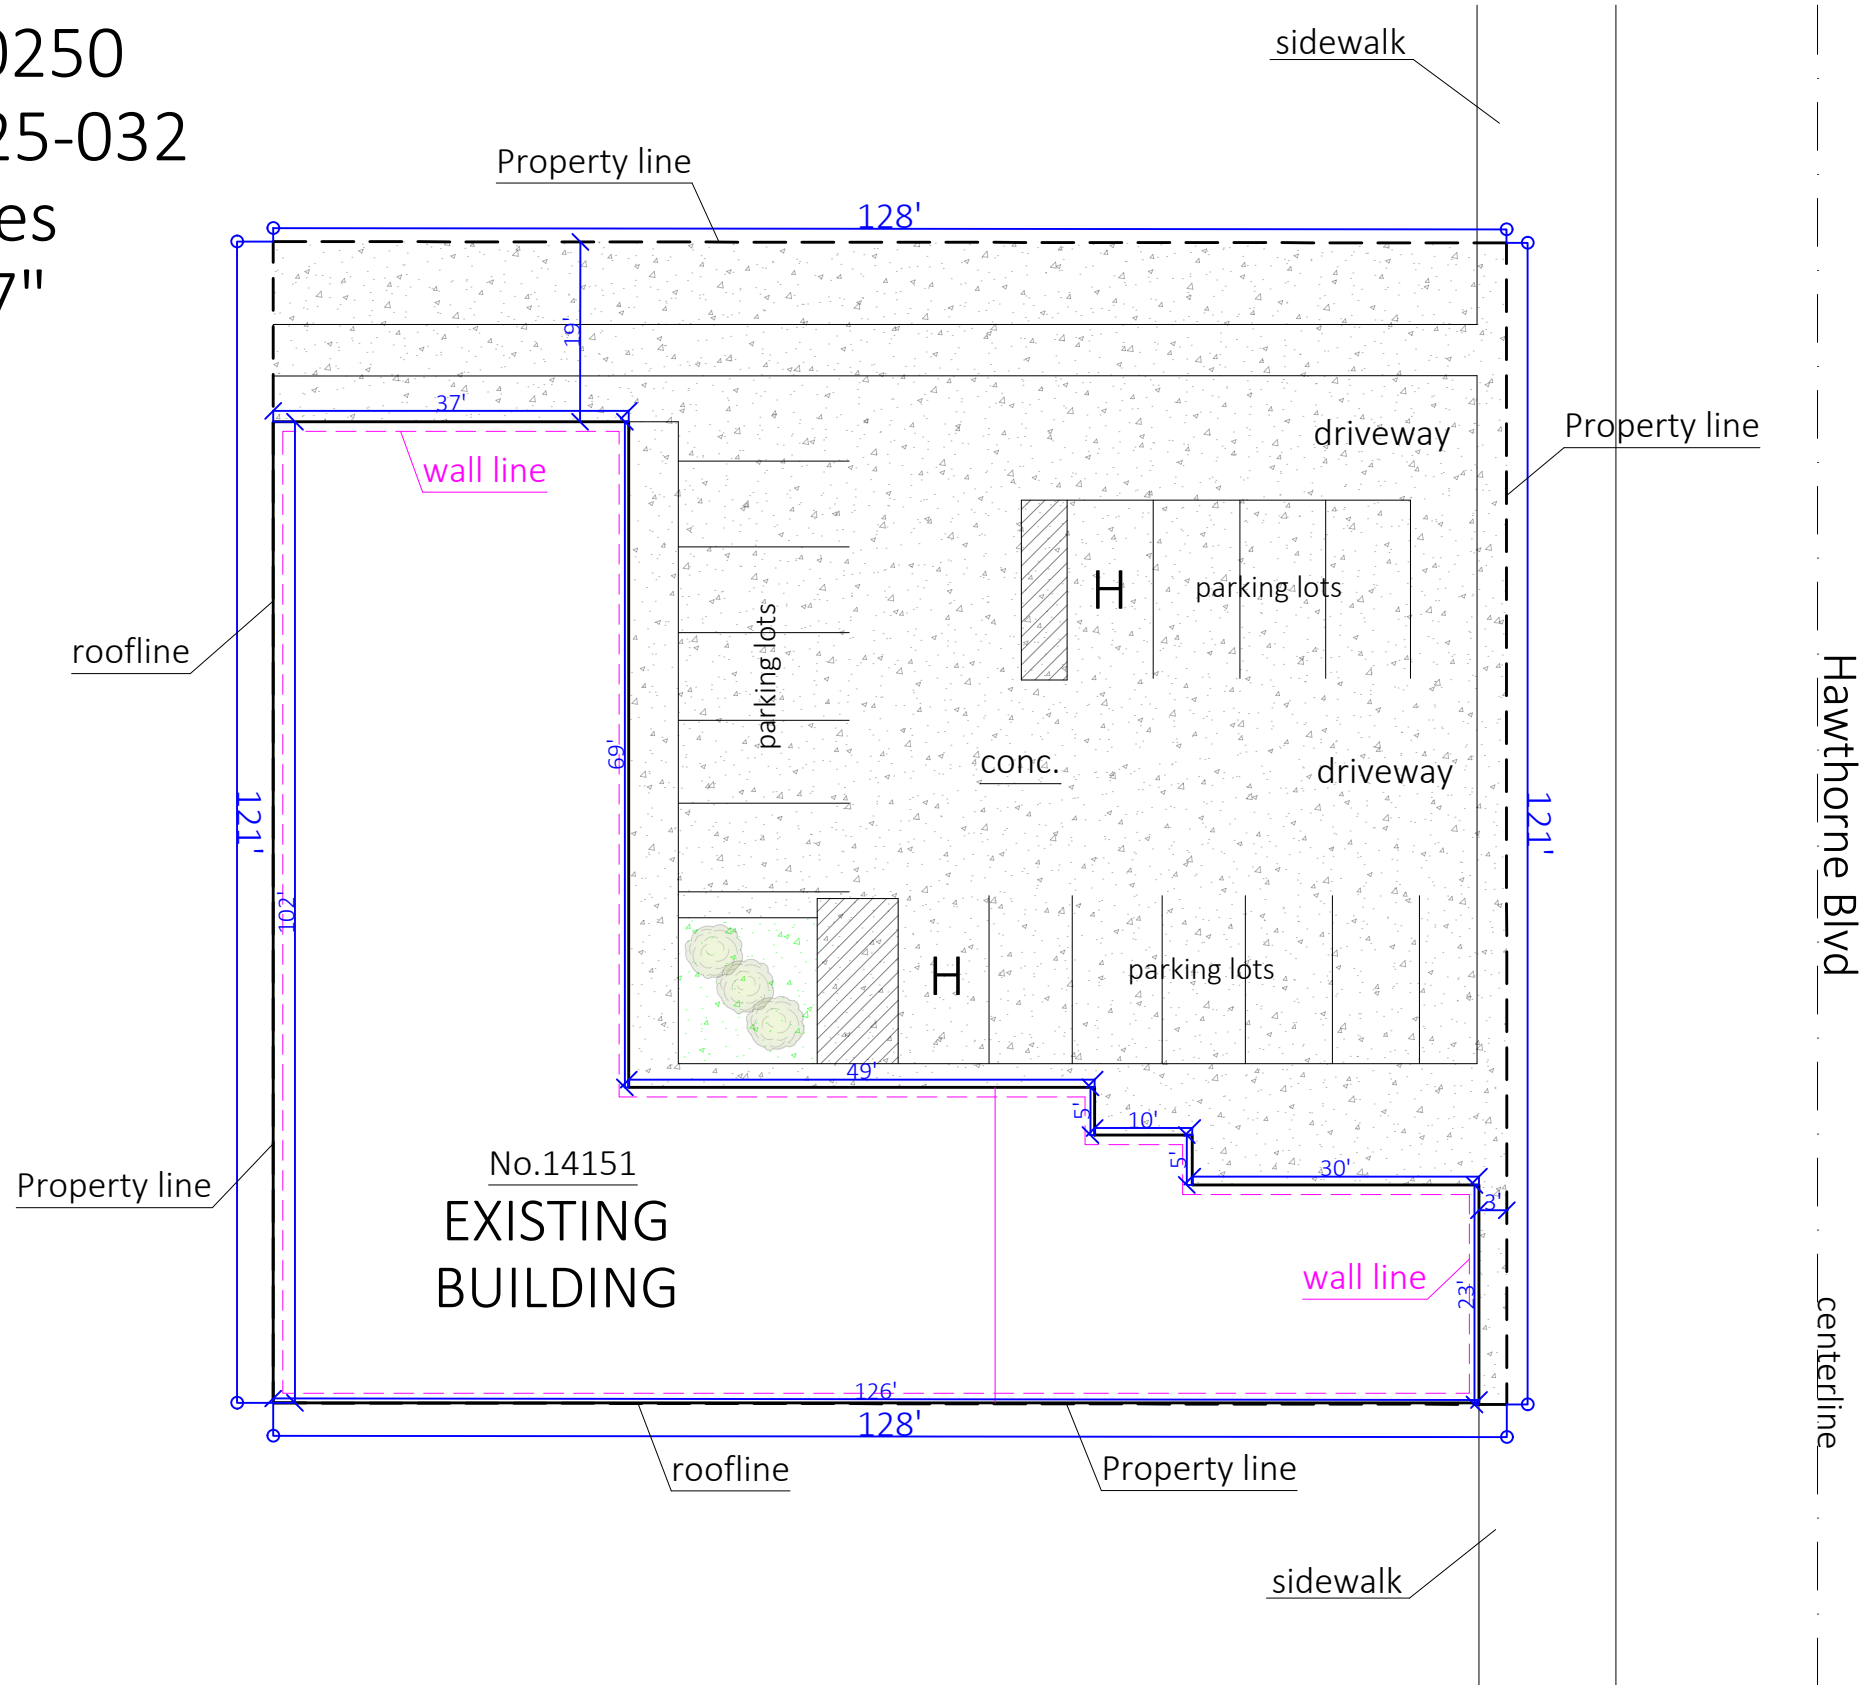 0250
25-032
es
7"
sidewalk
Property line
128'
19'
37'
wall line
driveway
Property line
H
parking lots
parking lots
roofline
69'
conc.
driveway
121'
121'
Hawthorne Blvd
102'
H
parking lots
49'
5'
10'
5'
30'
3'
No.14151
EXISTING
BUILDING
Property line
wall line
23'
centerline
126'
128'
roofline
Property line
sidewalk